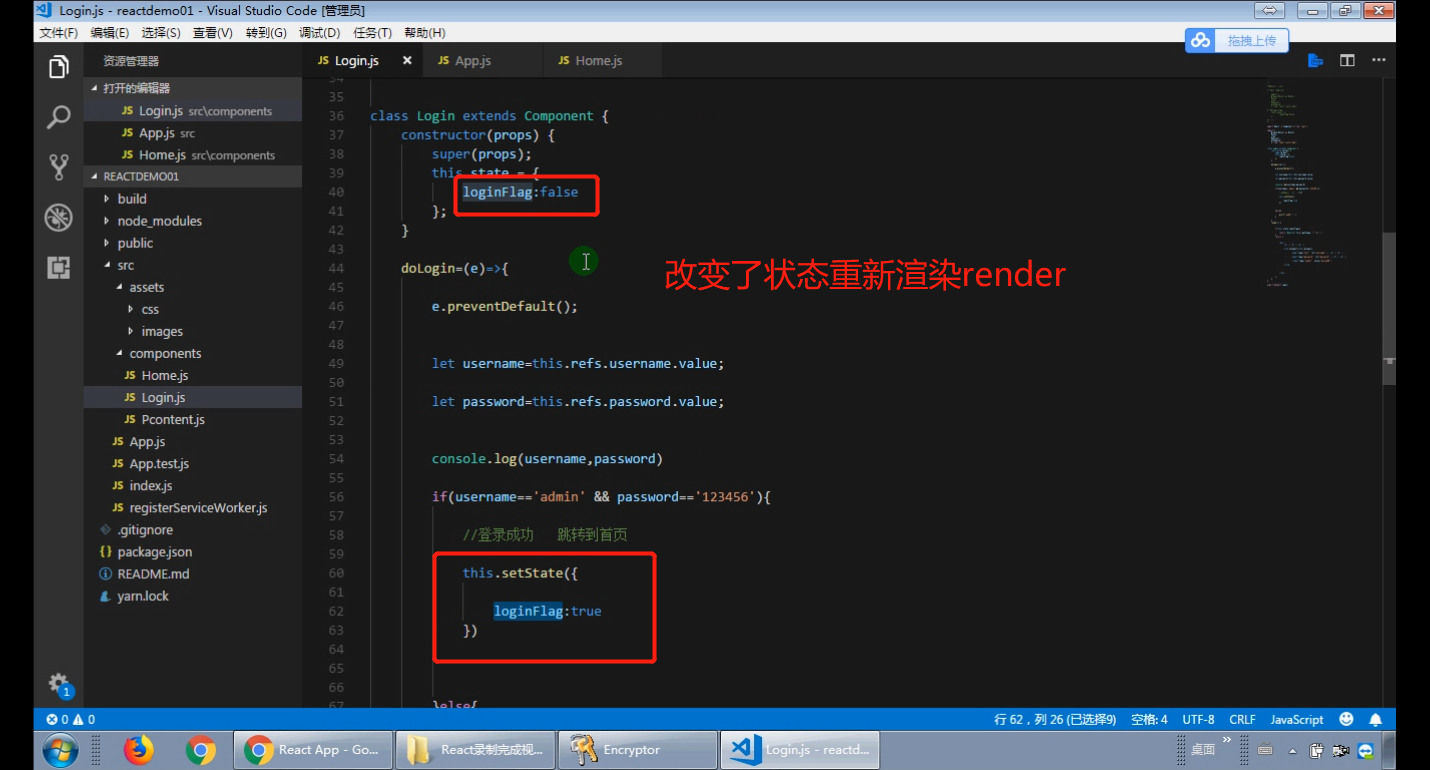 Login.js - reactdemo01 - Visual Studio Code [管理员]
文件(F) 编辑(E) 选择(S) 查看(V) 转到(G) 调试(D) 任务(T) 帮助(H)
拖拽上传
资源管理器
JS Login.js × JS App.js JS Home.js
打开的编辑器
JS Login.js src\components
JS App.js src
JS Home.js src\components
REACTDEMO01
build
node_modules
public
src
assets
css
images
components
JS Home.js
JS Login.js
JS Pcontent.js
JS App.js
JS App.test.js
JS index.js
JS registerServiceWorker.js
.gitignore
{} package.json
README.md
yarn.lock
1
34
35
36 class Login extends Component {
37 constructor(props) {
38 super(props);
39 this.state = {
40 loginFlag:false
41 };
42 }
43
44 doLogin=(e)=>{
45
46 e.preventDefault();
47
48
49 let username=this.refs.username.value;
50
51 let password=this.refs.password.value;
52
53
54 console.log(username,password)
55
56 if(username=='admin' && password=='123456'){
57
58 //登录成功 跳转到首页
59
60 this.setState({
61
62 loginFlag:true
63 })
64
65
66
67 }else{
改变了状态重新渲染render
0 0
行 62，列 26 (已选择9) 空格: 4 UTF-8 CRLF JavaScript
React App - Go... React录制完成视... Encryptor Login.js - reactd... 桌面